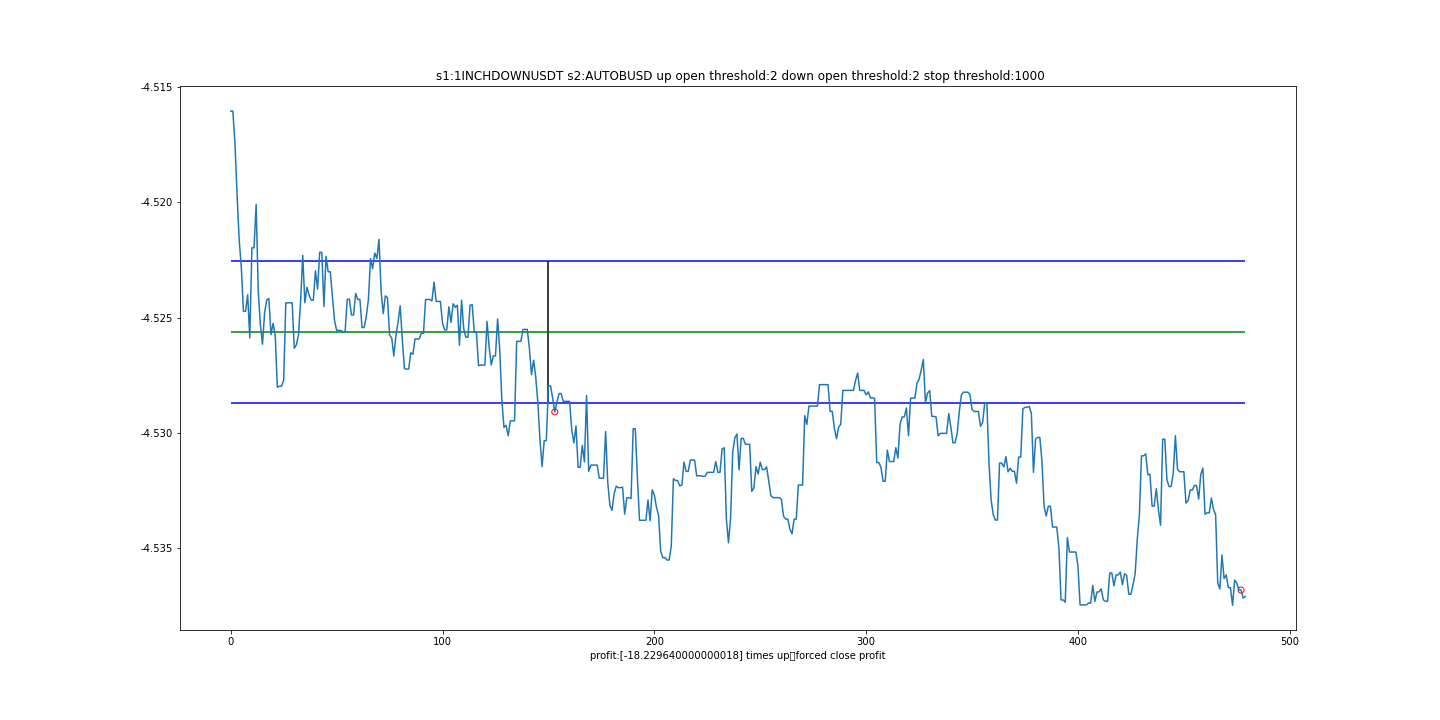 s1:1INCHDOWNUSDT s2:AUTOBUSD up open threshold:2 down open threshold:2 stop threshold:1000
-4.515
-4.520
-4.525
-4.530
-4.535
0 100 200 300 400 500
profit:[-18.229640000000018] times up▯forced close profit